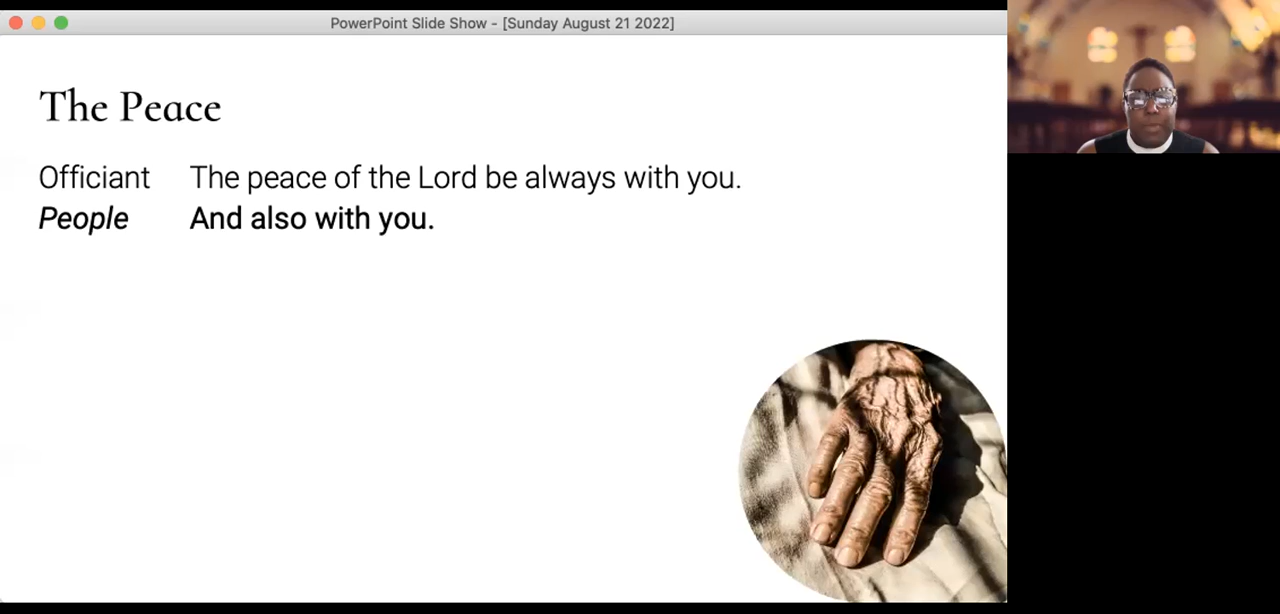 PowerPoint Slide Show - [Sunday August 21 2022]
The Peace
Officiant The peace of the Lord be always with you.
People And also with you.